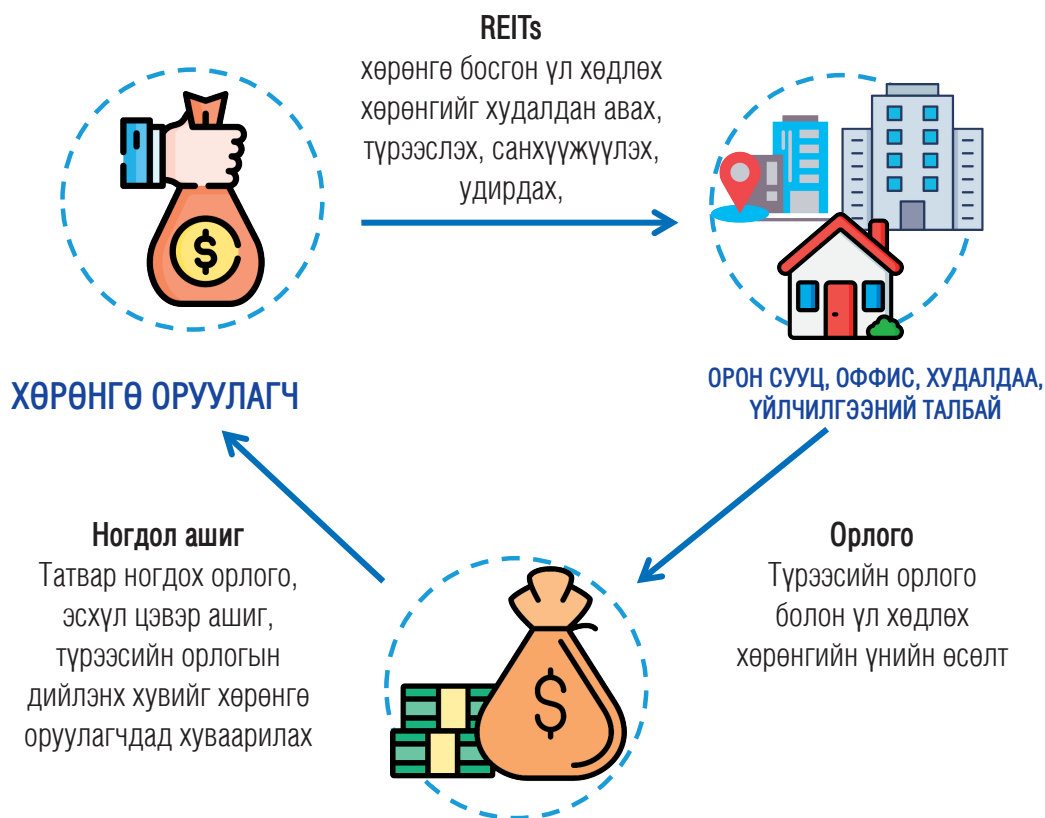 REITs
хөрөнгө босгон үл хөдлөх
хөрөнгийг худалдан авах,
түрээслэх, санхүүжүүлэх,
удирдах,
$
ХӨРӨНГӨ ОРУУЛАГЧ
ОРОН СУУЦ, ОФФИС, ХУДАЛДАА,
ҮЙЛЧИЛГЭЭНИЙ ТАЛБАЙ
Ногдол ашиг
Татвар ногдох орлого,
эсхүл цэвэр ашиг,
түрээсийн орлогын
дийлэнх хувийг хөрөнгө
оруулагчдад хуваарилах
$
Орлого
Түрээсийн орлого
болон үл хөдлөх
хөрөнгийн үнийн өсөлт